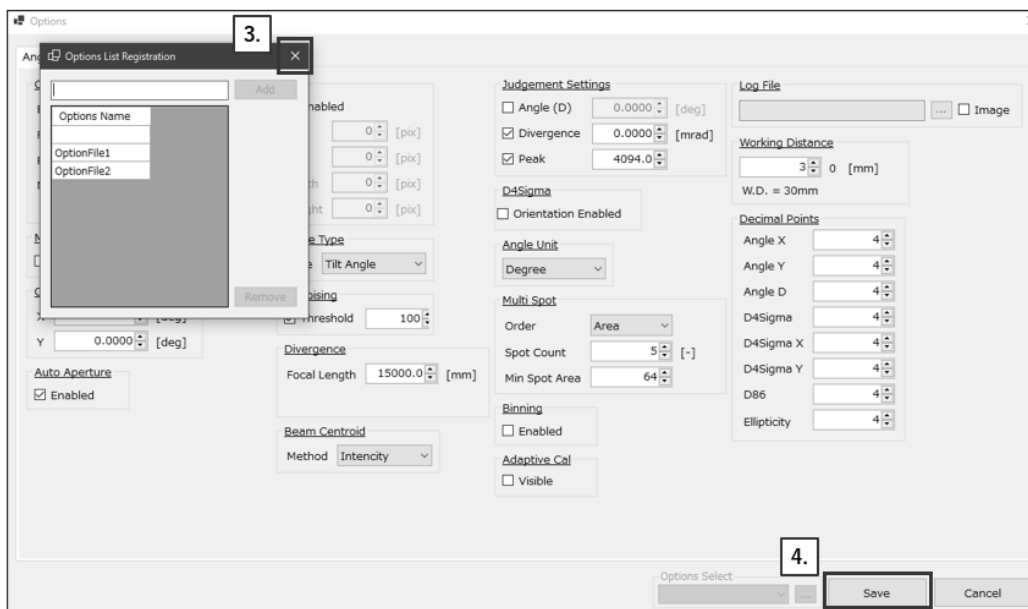 Options
3.
Options List Registration
Add
Options Name
OptionFile1
OptionFile2
Remove
Y 0.0000 [deg]
Auto Aperture
Enabled
0 [pix]
0 [pix]
0 [pix]
0 [pix]
Tilt Angle
Threshold 100
Divergence
Focal Length 15000.0 [mm]
Beam Centroid
Method Intencity
Judgement Settings
Angle (D) 0.0000 [deg]
Divergence 0.0000 [mrad]
Peak 4094.0
D4Sigma
Orientation Enabled
Angle Unit
Degree
Multi Spot
Order Area
Spot Count 5 [-]
Min Spot Area 64
Binning
Enabled
Adaptive Cal
Visible
Log File
... Image
Working Distance
3 0 [mm]
W.D. = 30mm
Decimal Points
Angle X 4
Angle Y 4
Angle D 4
D4Sigma 4
D4Sigma X 4
D4Sigma Y 4
D86 4
Ellipticity 4
4.
Options Select
...
Save
Cancel